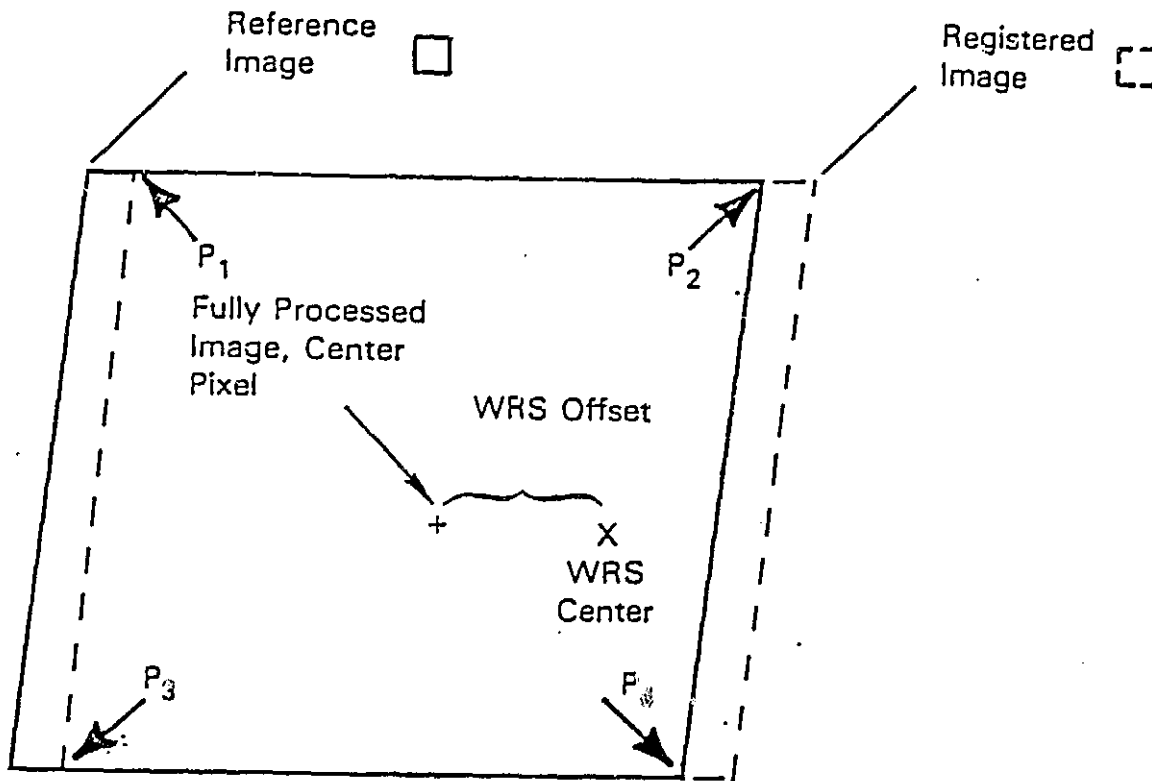 Reference
Image
Registered
Image
P1
P2
Fully Processed
Image, Center
Pixel
WRS Offset
+
X
WRS
Center
P3
P